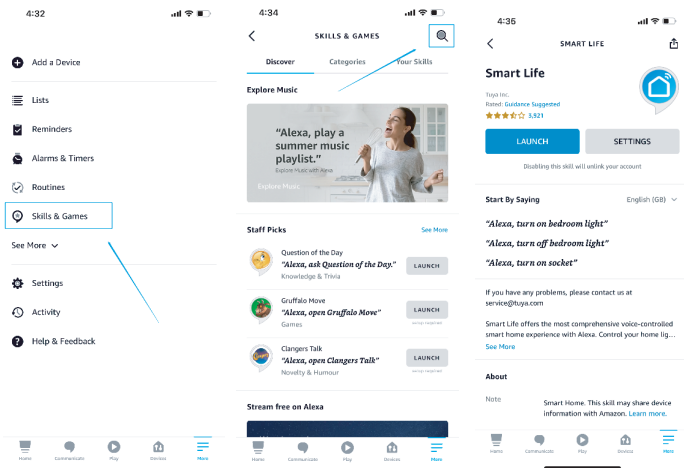 4:32
Add a Device
Lists
Reminders
Alarms & Timers
Routines
Skills & Games
See More
Settings
Activity
Help & Feedback
Home
Communicate
Play
Devices
More
4:34
SKILLS & GAMES
Discover
Categories
Your Skills
Explore Music
“Alexa, play a
summer music
playlist.”
Explore Music with Alexa
Explore Music
Staff Picks
See More
Question of the Day
“Alexa, ask Question of the Day.”
Knowledge & Trivia
LAUNCH
Gruffalo Move
“Alexa, open Gruffalo Move”
Games
LAUNCH
Clangers Talk
“Alexa, open Clangers Talk”
Novelty & Humour
LAUNCH
Stream free on Alexa
Home
Communicate
Play
Devices
More
4:35
SMART LIFE
Smart Life
Tuya Inc.
Rated: Guidance Suggested
3,921
LAUNCH
SETTINGS
Disabling this skill will unlink your account
Start By Saying
English (GB)
“Alexa, turn on bedroom light”
“Alexa, turn off bedroom light”
“Alexa, turn on socket”
If you have any problems, please contact us at
service@tuya.com
Smart Life offers the most comprehensive voice-controlled
smart home experience with Alexa. Control your home lig...
See More
About
Note
Smart Home. This skill may share device
information with Amazon. Learn more.
Home
Communicate
Play
Devices
More